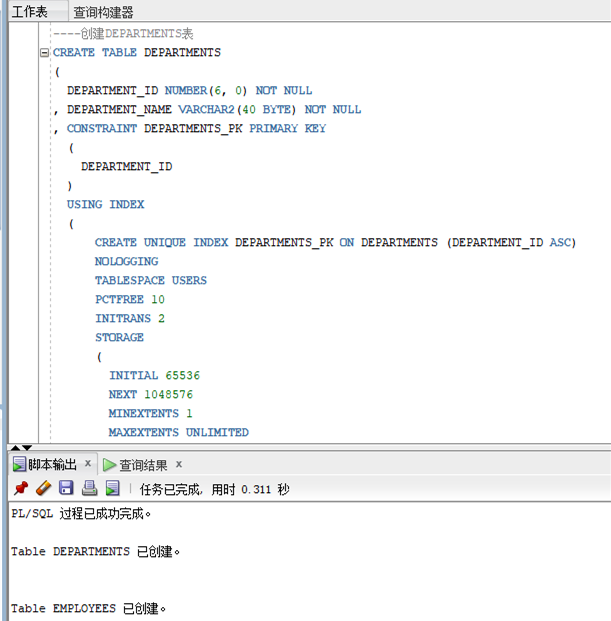 工作表 查询构建器
----创建DEPARTMENTS表
CREATE TABLE DEPARTMENTS
(
DEPARTMENT_ID NUMBER(6, 0) NOT NULL
, DEPARTMENT_NAME VARCHAR2(40 BYTE) NOT NULL
, CONSTRAINT DEPARTMENTS_PK PRIMARY KEY
(
DEPARTMENT_ID
)
USING INDEX
(
CREATE UNIQUE INDEX DEPARTMENTS_PK ON DEPARTMENTS (DEPARTMENT_ID ASC)
NOLOGGING
TABLESPACE USERS
PCTFREE 10
INITRANS 2
STORAGE
(
INITIAL 65536
NEXT 1048576
MINEXTENTS 1
MAXEXTENTS UNLIMITED
脚本输出 x 查询结果 x
任务已完成, 用时 0.311 秒
PL/SQL 过程已成功完成。
Table DEPARTMENTS 已创建。
Table EMPLOYEES 已创建。